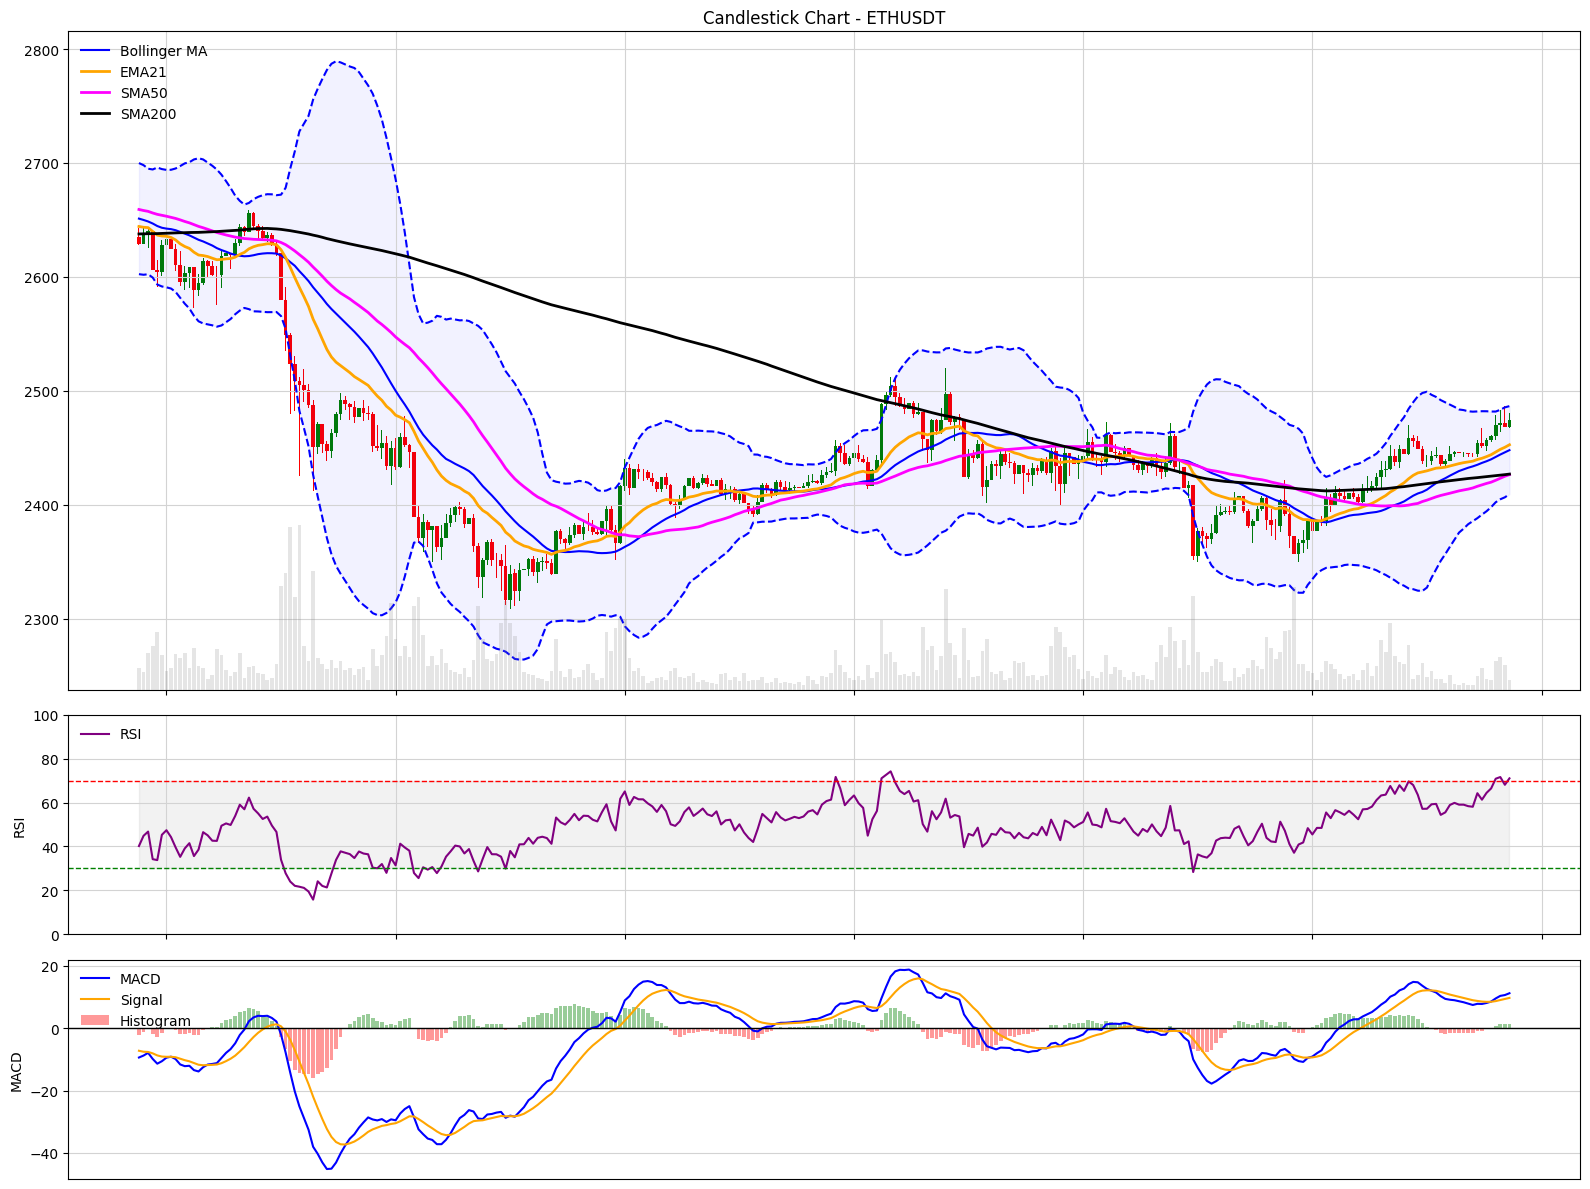 Candlestick Chart - ETHUSDT
Bollinger MA
EMA21
SMA50
SMA200
2800
2700
2600
2500
2400
2300
RSI
RSI
100
80
60
40
20
0
MACD
Signal
Histogram
MACD
20
0
−20
−40